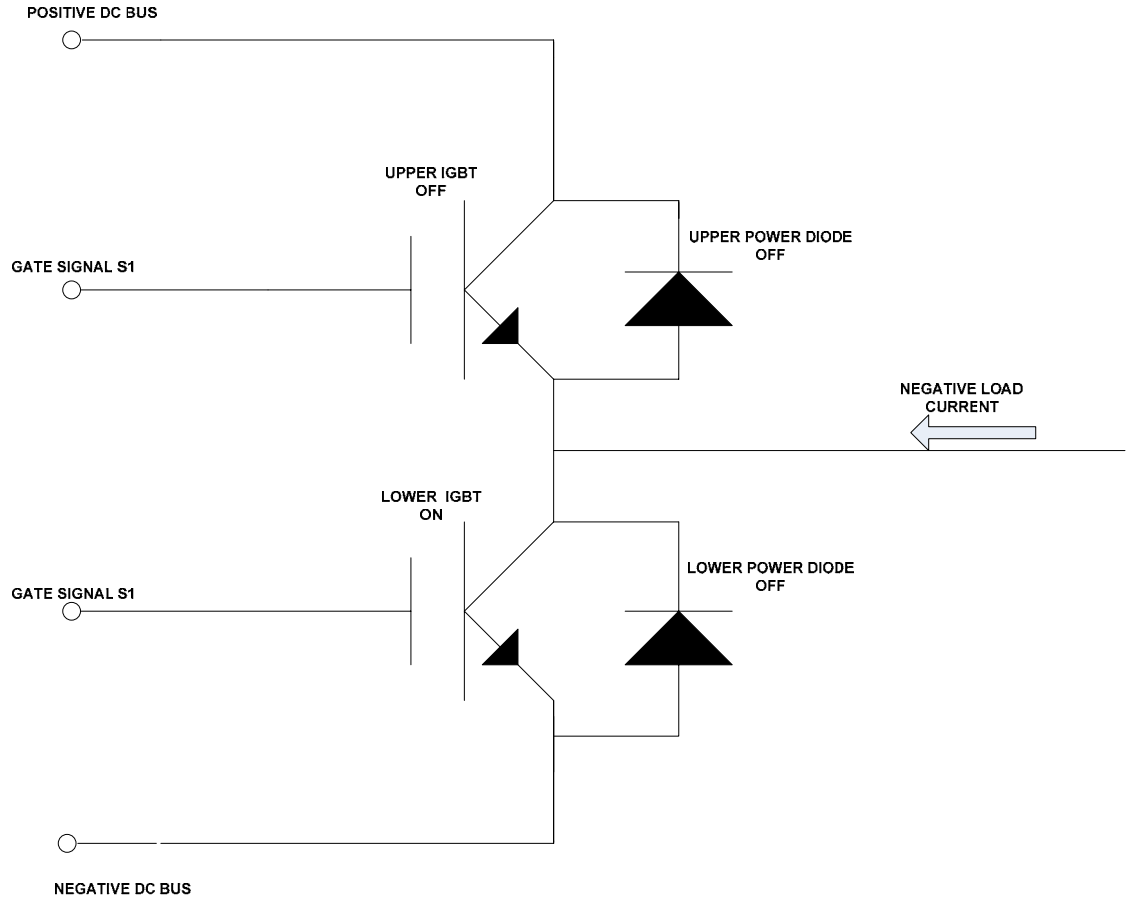 POSITIVE DC BUS
UPPER IGBT
OFF
UPPER POWER DIODE
OFF
GATE SIGNAL S1
NEGATIVE LOAD
CURRENT
LOWER IGBT
ON
LOWER POWER DIODE
OFF
GATE SIGNAL S1
NEGATIVE DC BUS